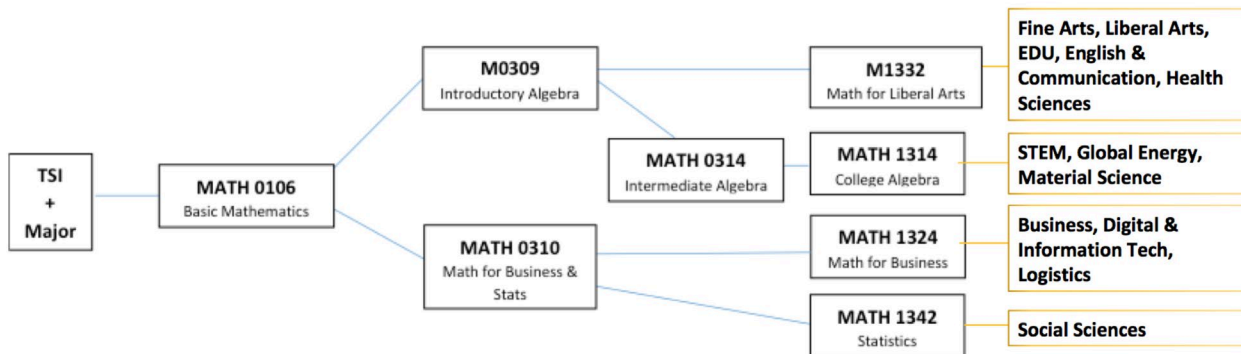 TSI
+
Major
MATH 0106
Basic Mathematics
M0309
Introductory Algebra
MATH 0310
Math for Business &
Stats
MATH 0314
Intermediate Algebra
M1332
Math for Liberal Arts
MATH 1314
College Algebra
MATH 1324
Math for Business
MATH 1342
Statistics
Fine Arts, Liberal Arts,
EDU, English &
Communication, Health
Sciences
STEM, Global Energy,
Material Science
Business, Digital &
Information Tech,
Logistics
Social Sciences